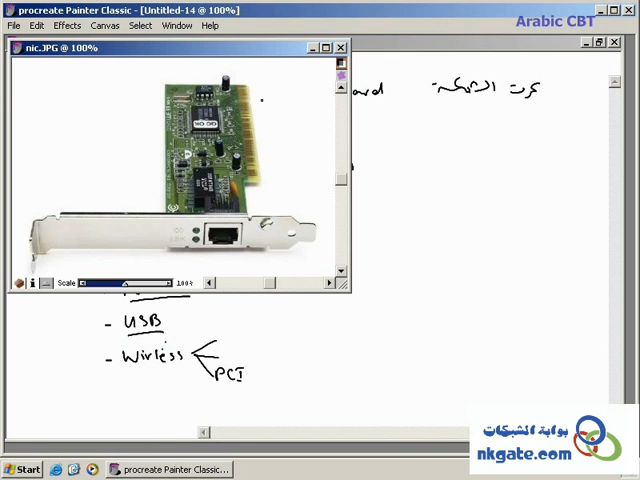 procreate Painter Classic - [Untitled-14 @ 100%]
Arabic CBT
File Edit Effects Canvas Select Window Help
nic.JPG @ 100%
كرت الشبكة
Scale 100%
- USB
- Wirless
PCI
بوابة الشبكات
nkgate.com
Start
procreate Painter Classic...